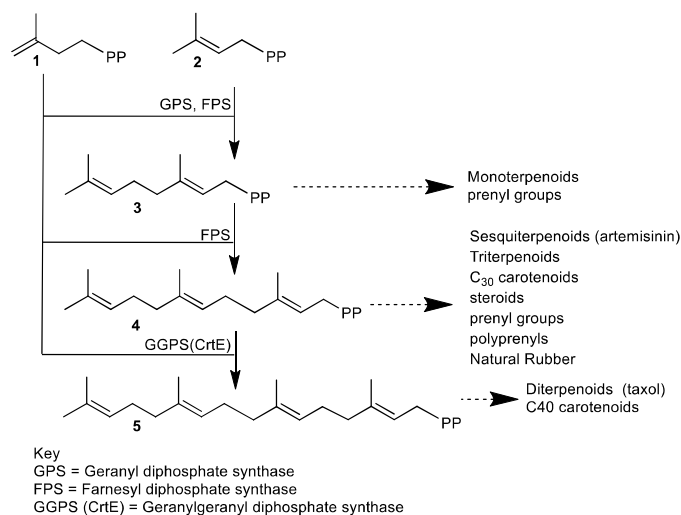 PP
1
PP
2
GPS, FPS
PP
3
Monoterpenoids
prenyl groups
FPS
Sesquiterpenoids (artemisinin)
Triterpenoids
C30 carotenoids
steroids
prenyl groups
polyprenyls
Natural Rubber
PP
4
GGPS(CrtE)
Diterpenoids (taxol)
C40 carotenoids
PP
5
Key
GPS = Geranyl diphosphate synthase
FPS = Farnesyl diphosphate synthase
GGPS (CrtE) = Geranylgeranyl diphosphate synthase